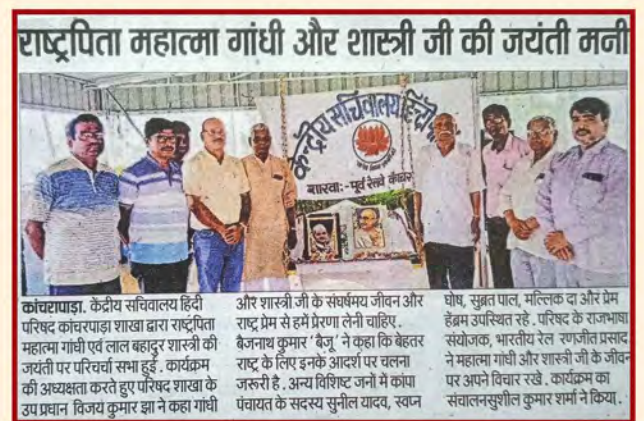 राष्ट्रपिता महात्मा गांधी और शास्त्री जी की जयंती मनी
केन्द्रीय सचिवालय हिंदी
शाखा:- पूर्व रेलवे
कांचरापाड़ा. केंद्रीय सचिवालय हिंदी
परिषद कांचरापाड़ा शाखा द्वारा राष्ट्रपिता
महात्मा गांधी एवं लाल बहादुर शास्त्री की
जयंती पर परिचर्चा सभा हुई . कार्यक्रम
की अध्यक्षता करते हुए परिषद शाखा के
उप प्रधान विजय कुमार झा ने कहा गांधी
और शास्त्री जी के संघर्षमय जीवन और
राष्ट्र प्रेम से हमें प्रेरणा लेनी चाहिए .
बैजनाथ कुमार 'बैजू' ने कहा कि बेहतर
राष्ट्र के लिए इनके आदर्श पर चलना
जरूरी है . अन्य विशिष्ट जनों में कांपा
पंचायत के सदस्य सुनील यादव, स्वप्न
घोष, सुब्रत पाल, मल्लिक दा और प्रेम
हेंब्रम उपस्थित रहे . परिषद के राजभाषा
संयोजक, भारतीय रेल रणजीत प्रसाद
ने महात्मा गांधी और शास्त्री जी के जीवन
पर अपने विचार रखे . कार्यक्रम का
संचालनसुशील कुमार शर्मा ने किया .